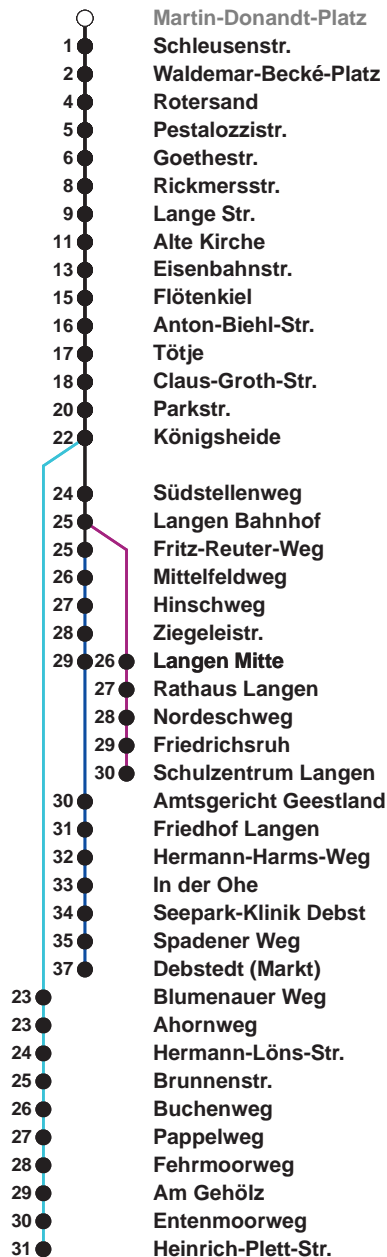 Martin-Donandt-Platz
1 Schleusenstr.
2 Waldemar-Becké-Platz
4 Rotersand
5 Pestalozzistr.
6 Goethestr.
8 Rickmersstr.
9 Lange Str.
11 Alte Kirche
13 Eisenbahnstr.
15 Flötenkiel
16 Anton-Biehl-Str.
17 Tötje
18 Claus-Groth-Str.
20 Parkstr.
22 Königsheide
24 Südstellenweg
25 Langen Bahnhof
25 Fritz-Reuter-Weg
26 Mittelfeldweg
27 Hinschweg
28 Ziegeleistr.
29 26 Langen Mitte
27 Rathaus Langen
28 Nordeschweg
29 Friedrichsruh
30 Schulzentrum Langen
30 Amtsgericht Geestland
31 Friedhof Langen
32 Hermann-Harms-Weg
33 In der Ohe
34 Seepark-Klinik Debst
35 Spadener Weg
37 Debstedt (Markt)
23 Blumenauer Weg
23 Ahornweg
24 Hermann-Löns-Str.
25 Brunnenstr.
26 Buchenweg
27 Pappelweg
28 Fehrmoorweg
29 Am Gehölz
30 Entenmoorweg
31 Heinrich-Plett-Str.